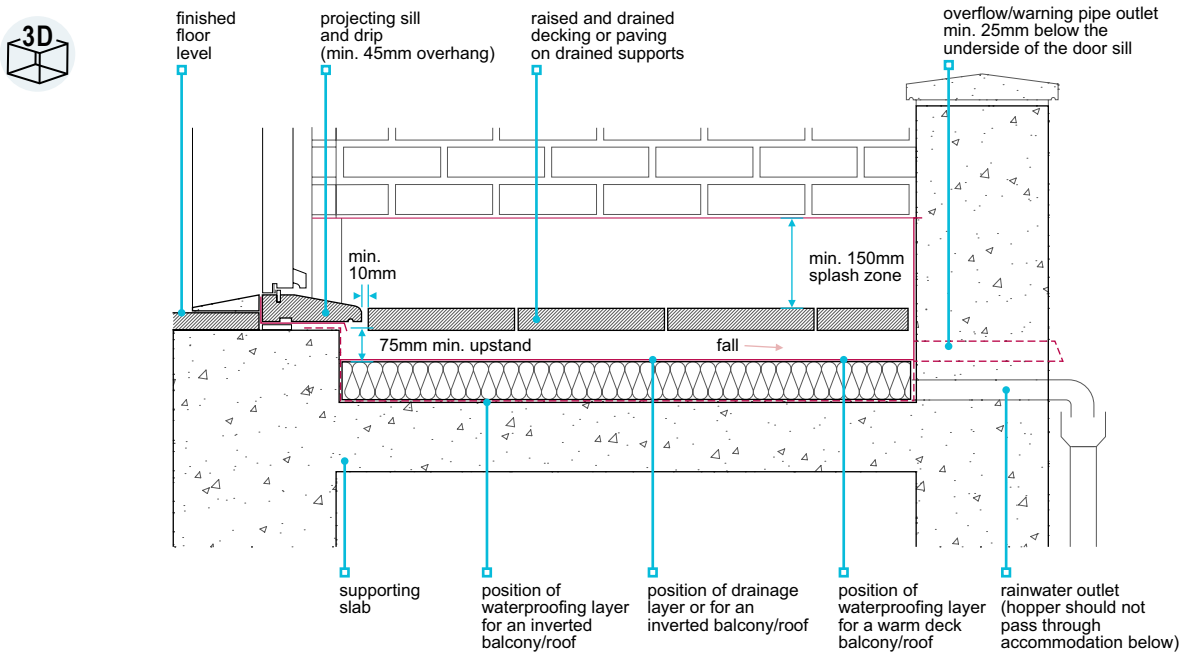 3D
finished
floor
level
projecting sill
and drip
(min. 45mm overhang)
raised and drained
decking or paving
on drained supports
overflow/warning pipe outlet
min. 25mm below the
underside of the door sill
min.
10mm
min. 150mm
splash zone
75mm min. upstand
fall
supporting
slab
position of
waterproofing layer
for an inverted
balcony/roof
position of drainage
layer or for an
inverted balcony/roof
position of
waterproofing layer
for a warm deck
balcony/roof
rainwater outlet
(hopper should not
pass through
accommodation below)